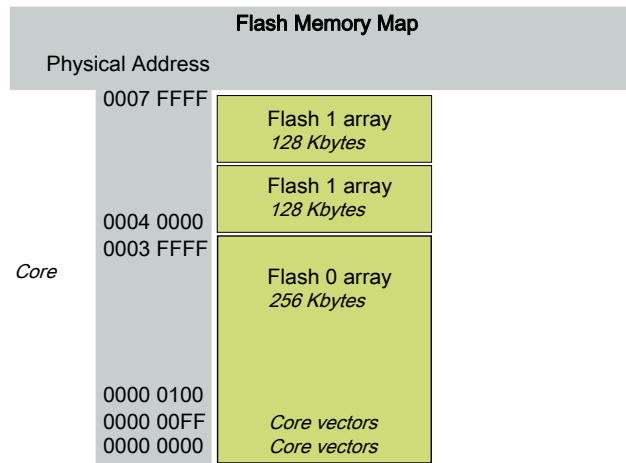 Flash Memory Map
Physical Address
0007 FFFF
Flash 1 array
128 Kbytes
Flash 1 array
128 Kbytes
0004 0000
0003 FFFF
Core
Flash 0 array
256 Kbytes
0000 0100
0000 00FF Core vectors
0000 0000 Core vectors